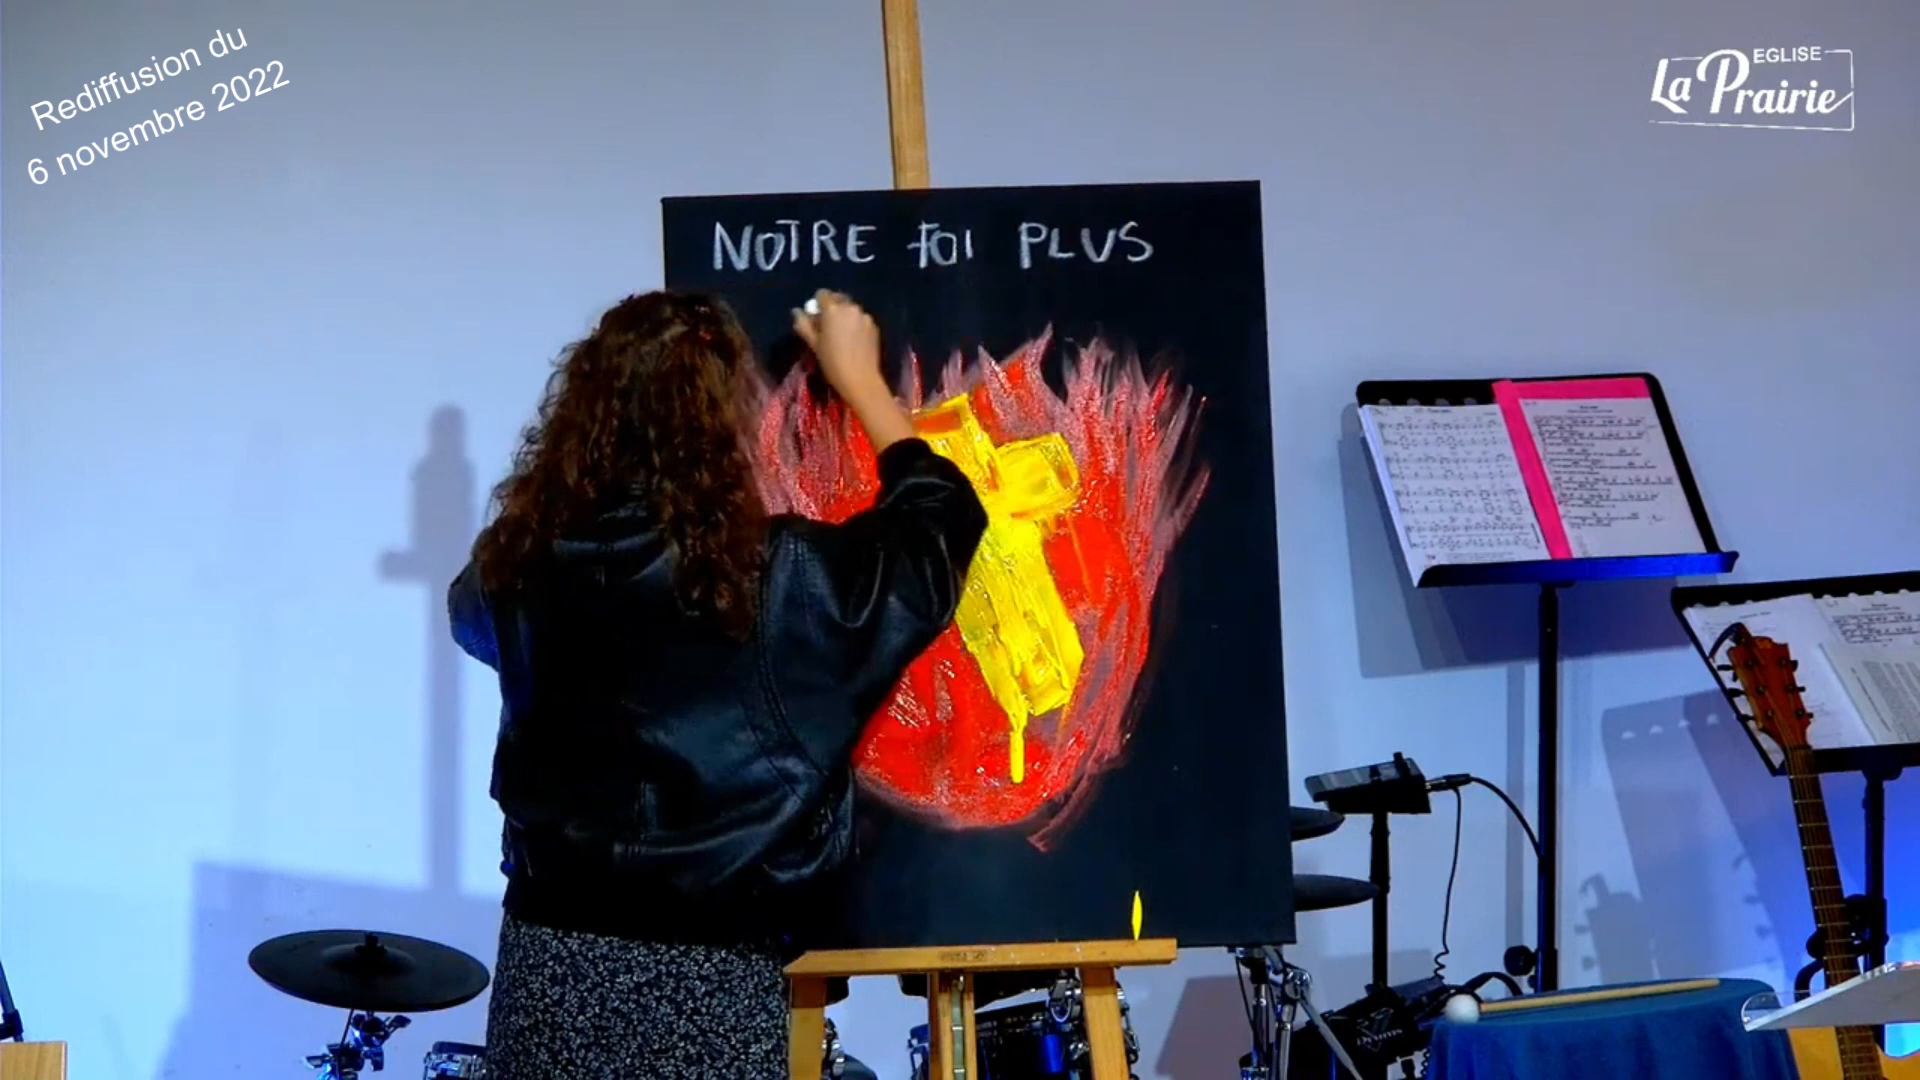 Rediffusion du
6 novembre 2022
EGLISE
La Prairie
NOTRE FOI PLUS